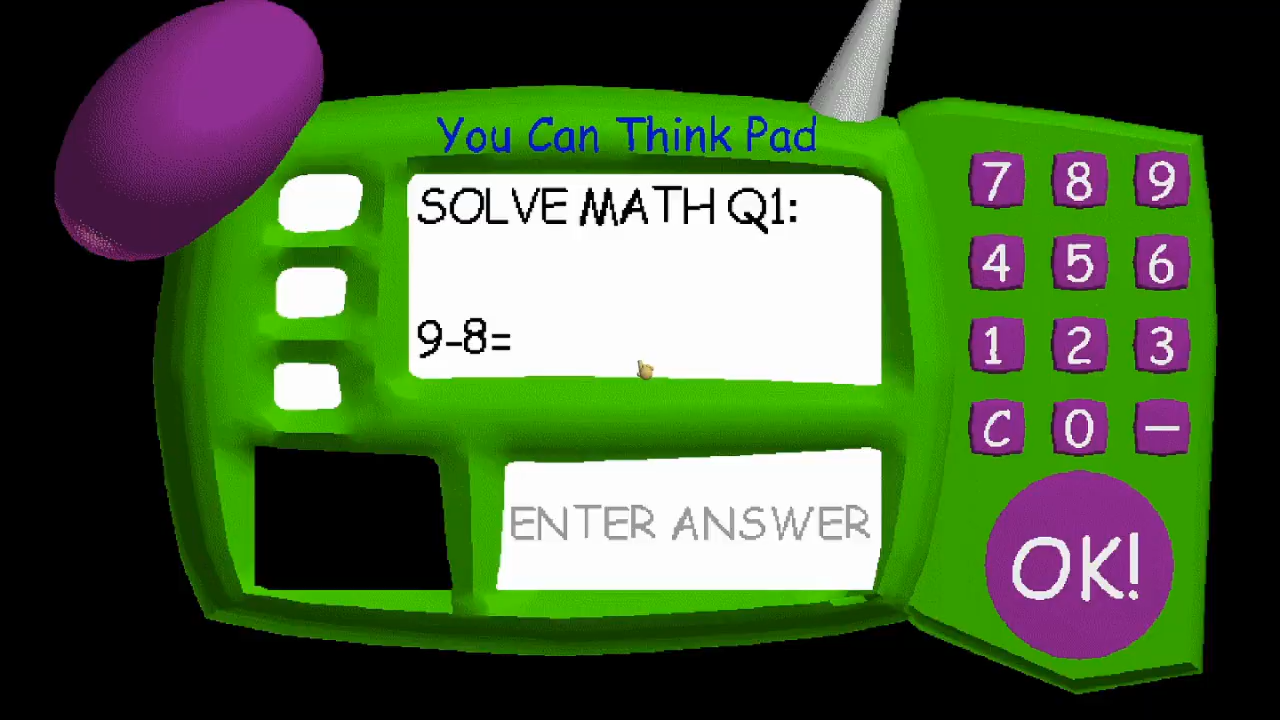 You Can Think Pad
SOLVE MATH Q1:
9-8=
ENTER ANSWER
7 8 9
4 5 6
1 2 3
C 0 −
OK!